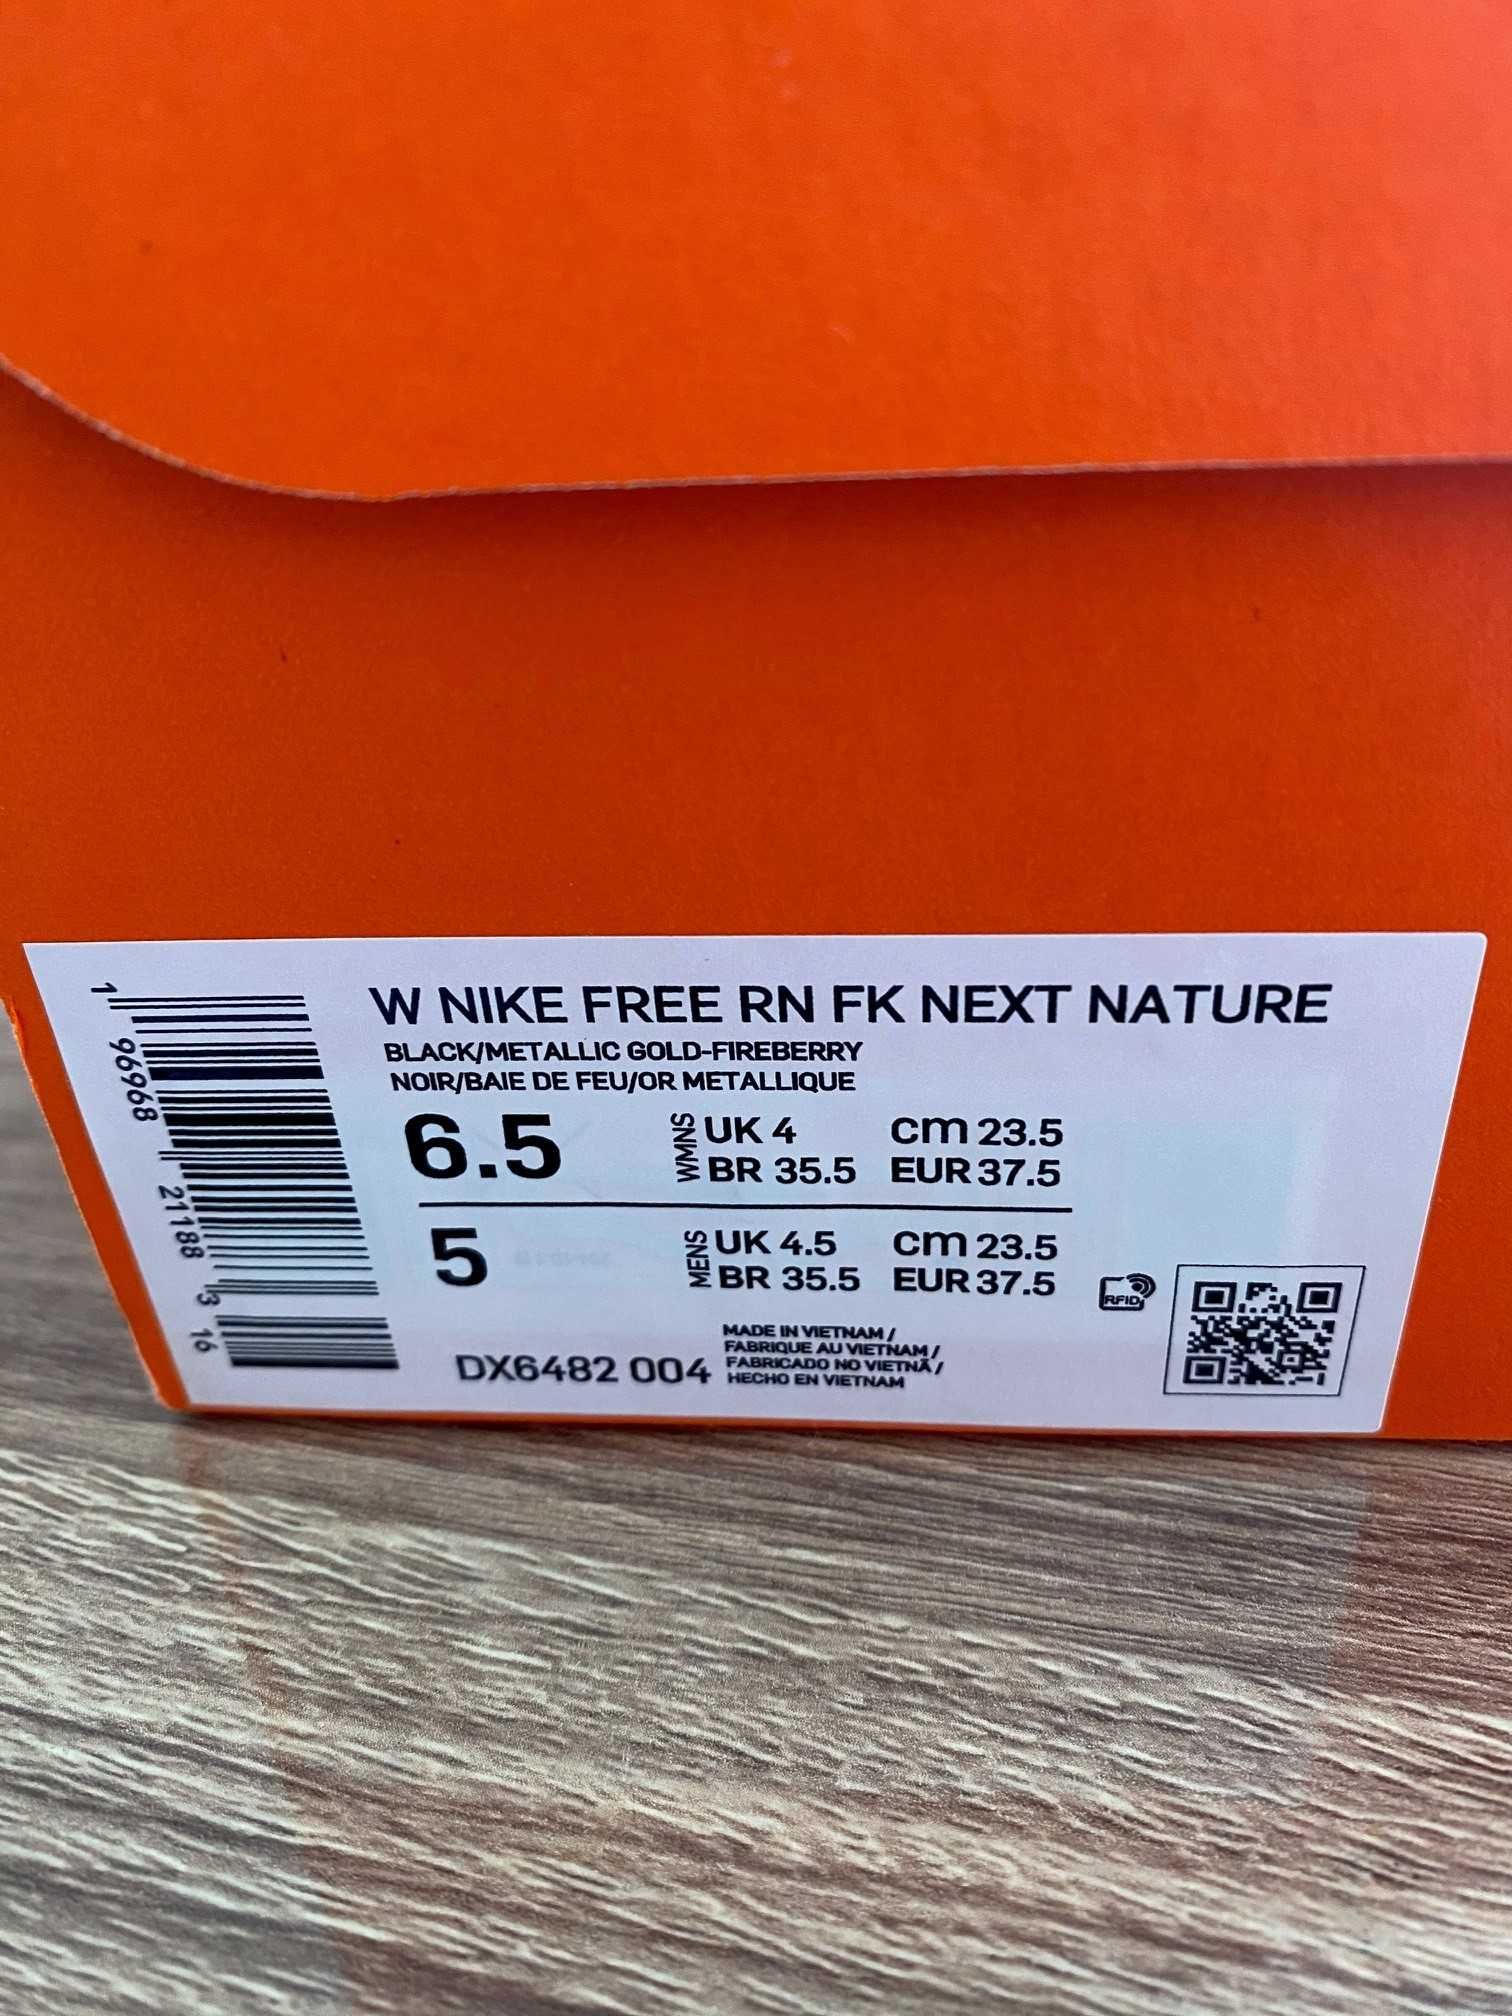 W NIKE FREE RN FK NEXT NATURE
BLACK/METALLIC GOLD-FIREBERRY
NOIR/BAIE DE FEU/OR METALLIQUE
6.5 WMNS UK 4 CM 23.5
BR 35.5 EUR 37.5
5 MENS UK 4.5 CM 23.5
BR 35.5 EUR 37.5
RFID
MADE IN VIETNAM /
FABRIQUE AU VIETNAM /
FABRICADO NO VIETNÃ /
HECHO EN VIETNAM
DX6482 004
1 96968 21188 3 16